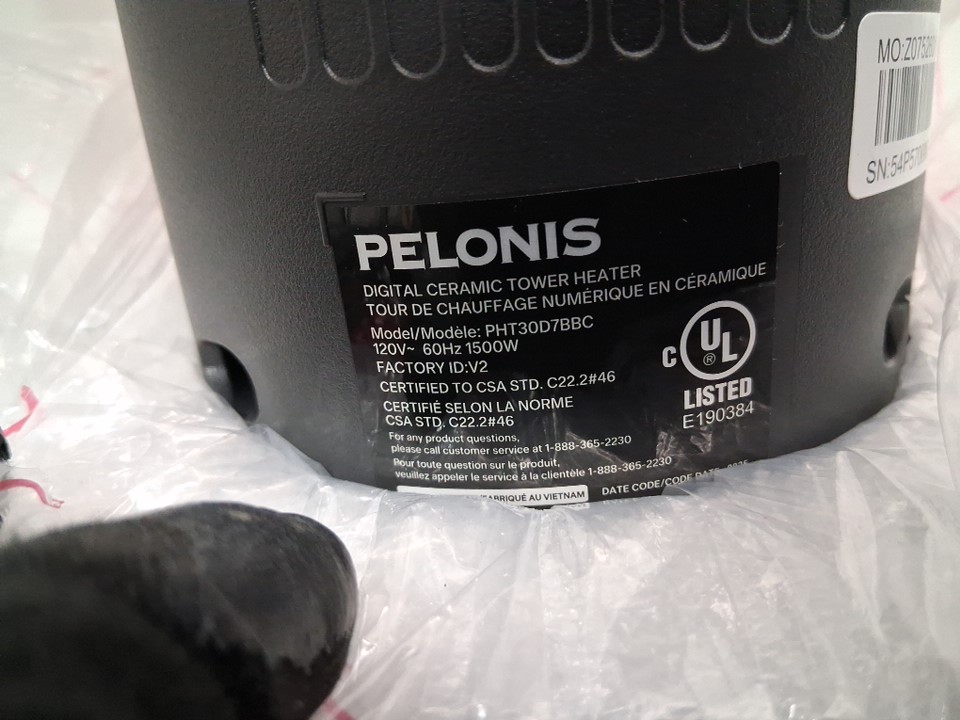 PELONIS
DIGITAL CERAMIC TOWER HEATER
TOUR DE CHAUFFAGE NUMÉRIQUE EN CÉRAMIQUE
Model/Modèle: PHT30D7BBC
120V~ 60Hz 1500W
FACTORY ID:V2
CERTIFIED TO CSA STD. C22.2#46
CERTIFIÉ SELON LA NORME
CSA STD. C22.2#46
For any product questions,
please call customer service at 1-888-365-2230
Pour toute question sur le produit,
veuillez appeler le service à la clientèle 1-888-365-2230
FABRIQUÉ AU VIETNAM
DATE CODE/CODE DATE
C UL ® 
LISTED
E190384
MO:Z0752
SN:54P57